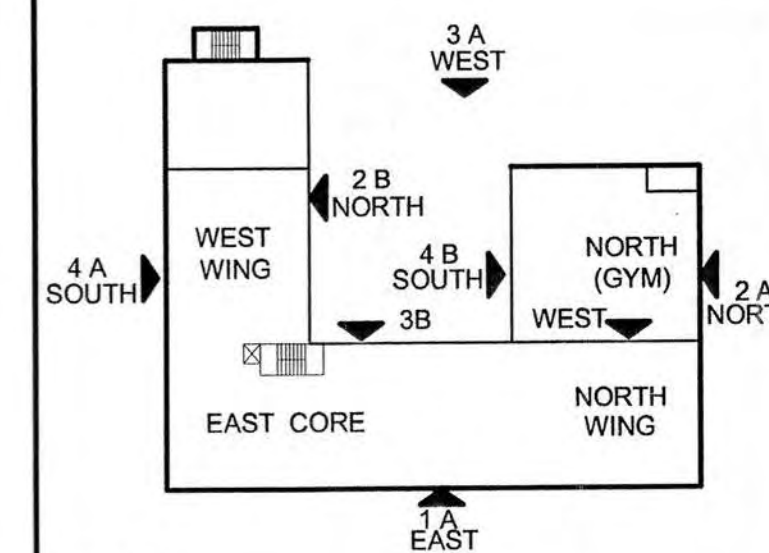 3 A
WEST
2 B
NORTH
WEST
WING
4 A
SOUTH
4 B
SOUTH
NORTH
(GYM)
2 A
NORT
3B
WEST
NORTH
WING
EAST CORE
1 A
EAST